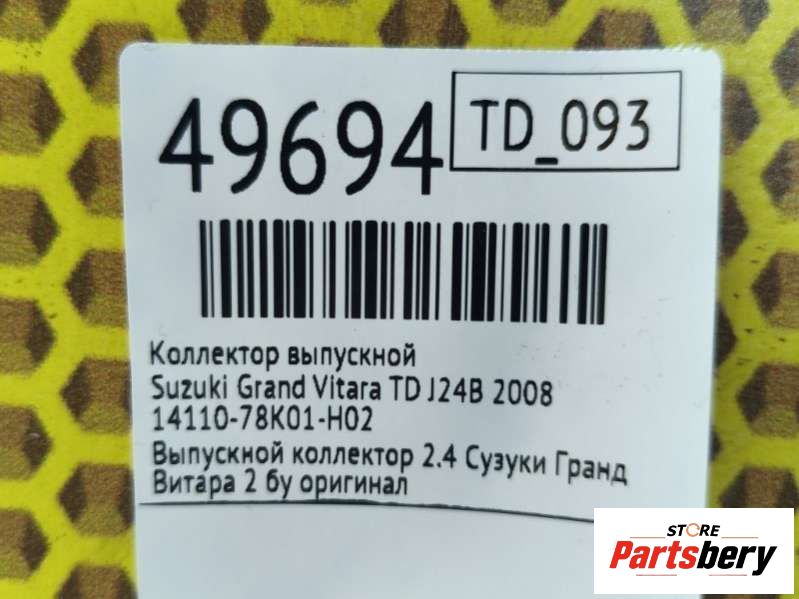 49694
TD_093
Коллектор выпускной
Suzuki Grand Vitara TD J24B 2008
14110-78K01-H02
Выпускной коллектор 2.4 Сузуки Гранд
Витара 2 бу оригинал
STORE
Partsbery